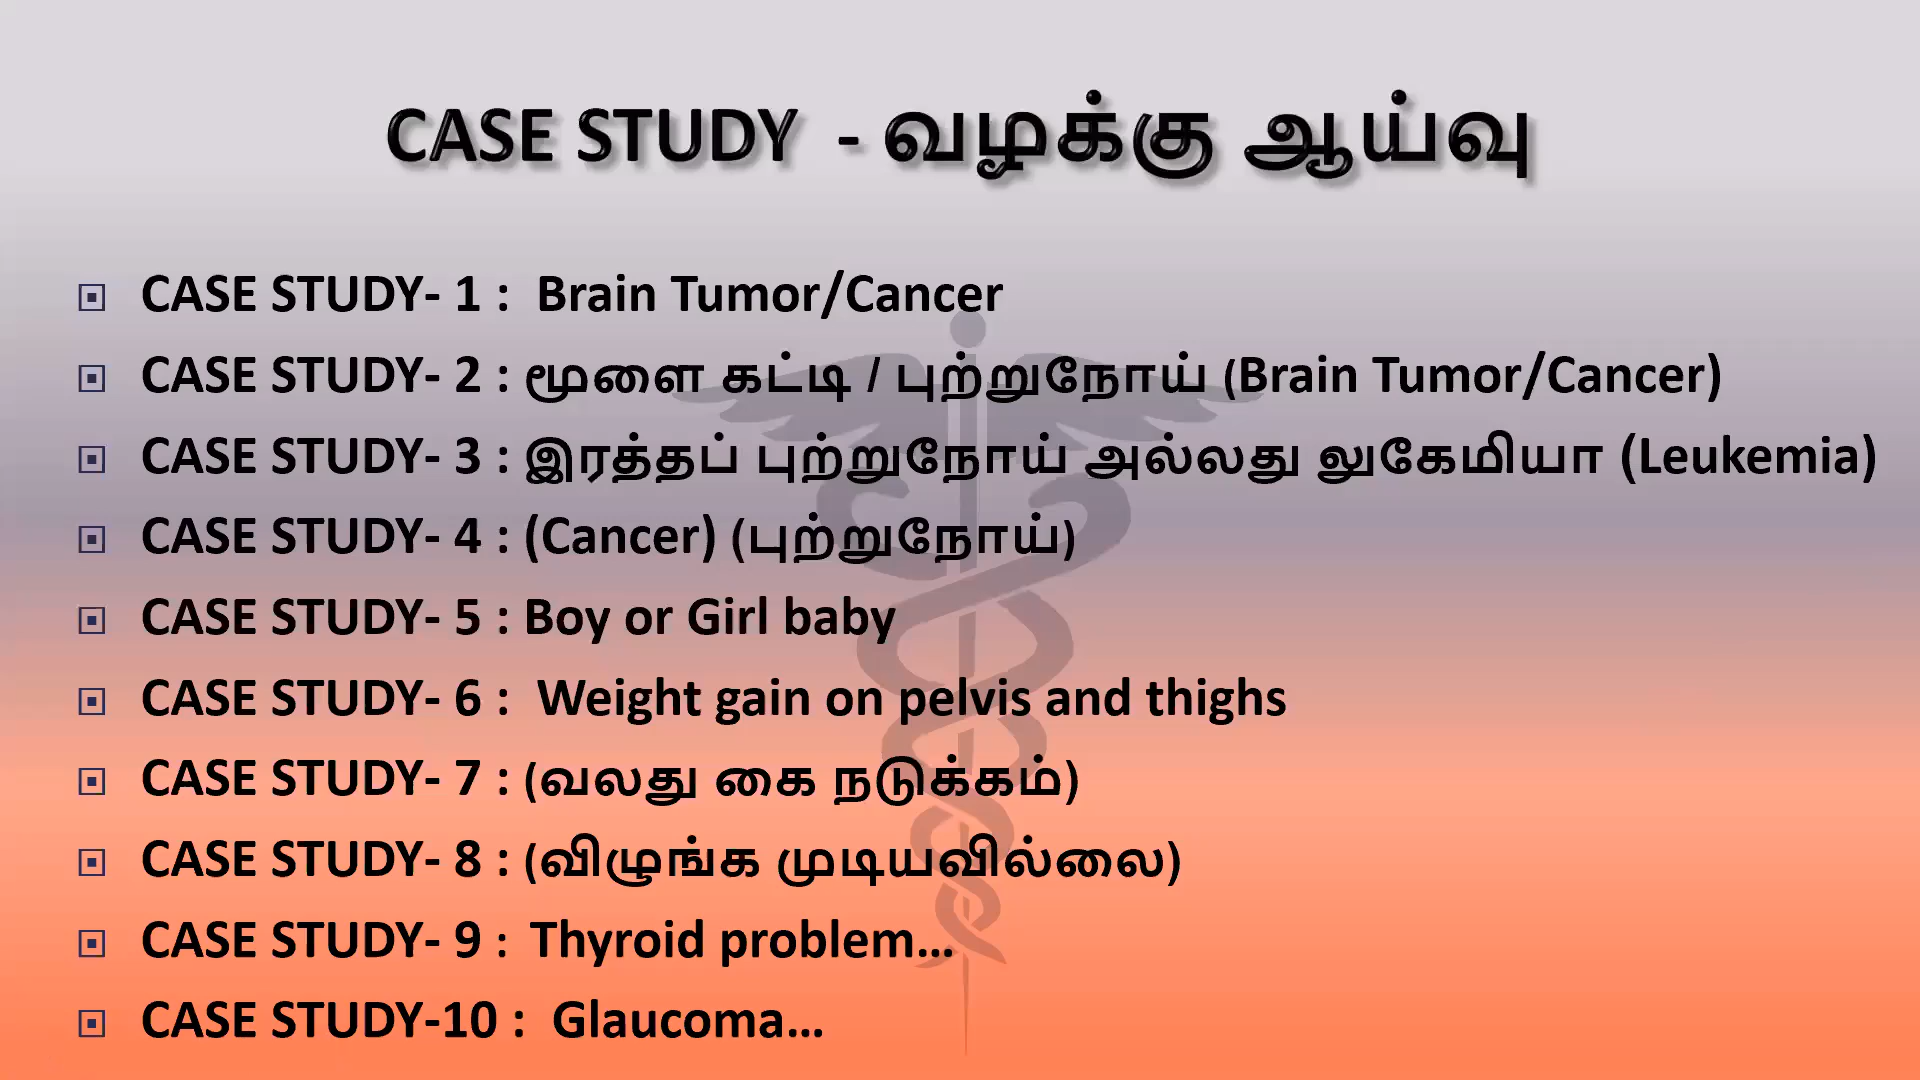 CASE STUDY - வழக்கு ஆய்வு
CASE STUDY- 1 : Brain Tumor/Cancer
CASE STUDY- 2 : மூளை கட்டி / புற்றுநோய் (Brain Tumor/Cancer)
CASE STUDY- 3 : இரத்தப் புற்றுநோய் அல்லது லுகேமியா (Leukemia)
CASE STUDY- 4 : (Cancer) (புற்றுநோய்)
CASE STUDY- 5 : Boy or Girl baby
CASE STUDY- 6 : Weight gain on pelvis and thighs
CASE STUDY- 7 : (வலது கை நடுக்கம்)
CASE STUDY- 8 : (விழுங்க முடியவில்லை)
CASE STUDY- 9 : Thyroid problem...
CASE STUDY-10 : Glaucoma...